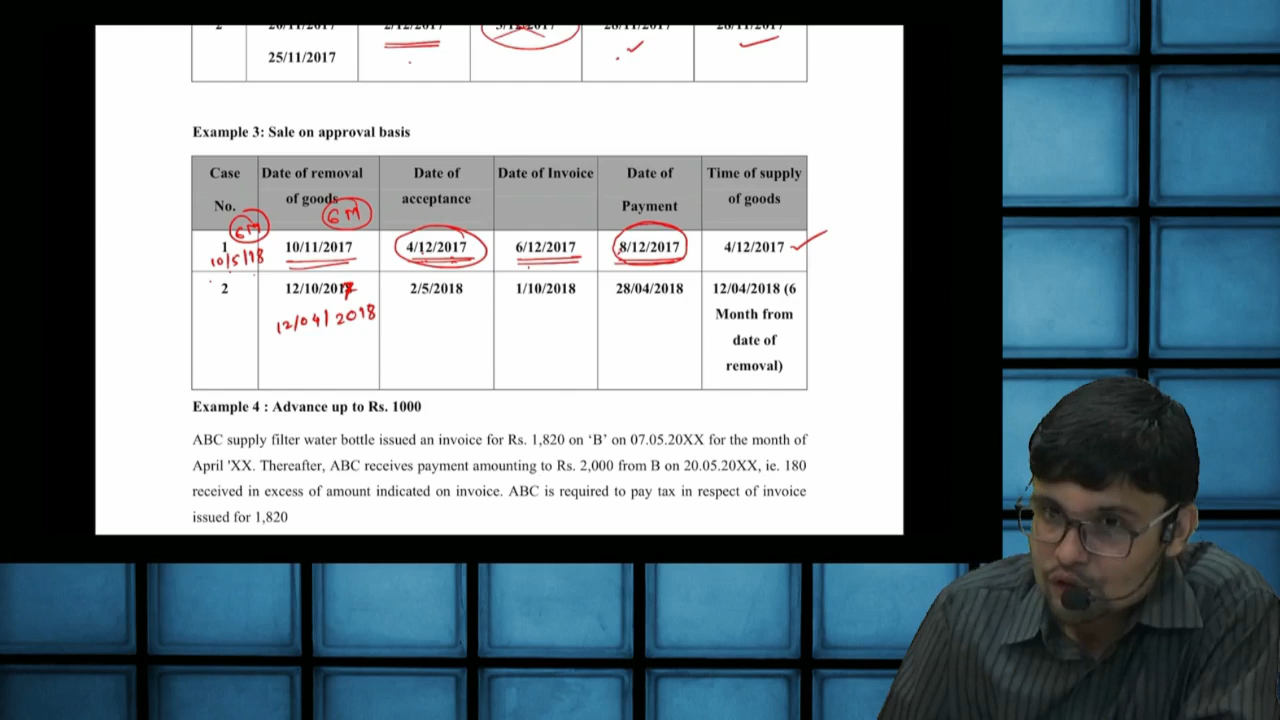 25/11/2017
Example 3: Sale on approval basis
Case No. Date of removal of goods Date of acceptance Date of Invoice Date of Payment Time of supply of goods
6M 6M
1 10/11/2017 4/12/2017 6/12/2017 8/12/2017 4/12/2017
10/5/18
2 12/10/2017 2/5/2018 1/10/2018 28/04/2018 12/04/2018 (6 Month from date of removal)
12/04/2018
Example 4 : Advance up to Rs. 1000
ABC supply filter water bottle issued an invoice for Rs. 1,820 on ‘B’ on 07.05.20XX for the month of
April 'XX. Thereafter, ABC receives payment amounting to Rs. 2,000 from B on 20.05.20XX, ie. 180
received in excess of amount indicated on invoice. ABC is required to pay tax in respect of invoice
issued for 1,820